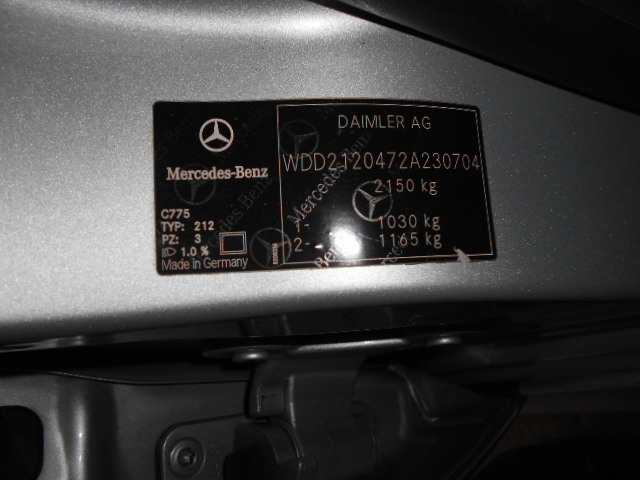 Mercedes-Benz
C775
TYP: 212
PZ: 3
1.0 %
Made in Germany
DAIMLER AG
WDD2120472A230704
2150 kg
1- 1030 kg
2- 1165 kg